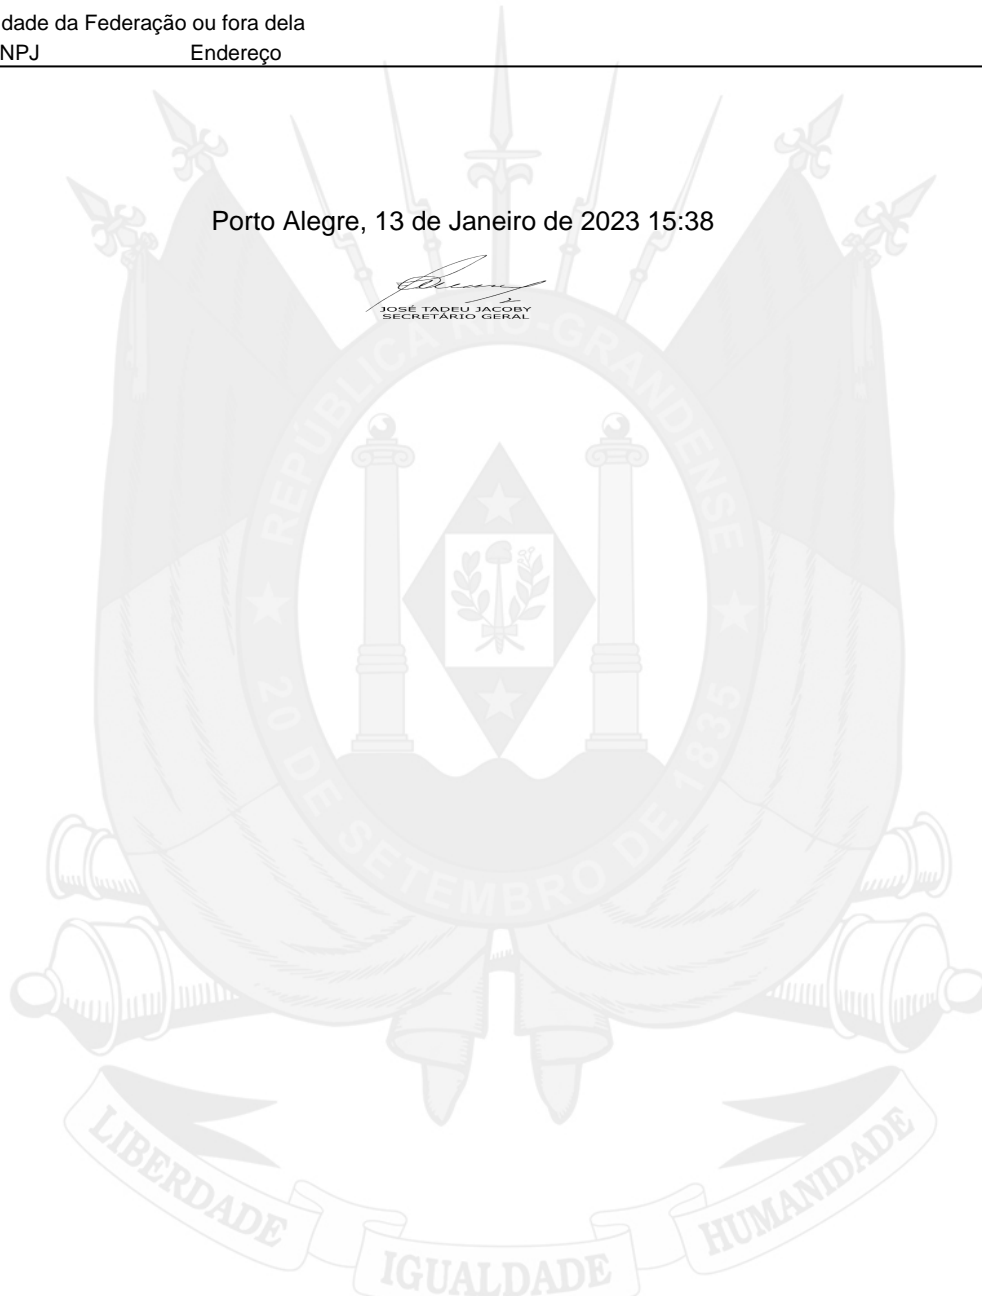 dade da Federação ou fora dela
NPJ Endereço
Porto Alegre, 13 de Janeiro de 2023 15:38
JOSÉ TADEU JACOBY
SECRETÁRIO GERAL
REPÚBLICA RIO-GRANDENSE
20 DE SETEMBRO DE 1835
LIBERDADE
IGUALDADE
HUMANIDADE